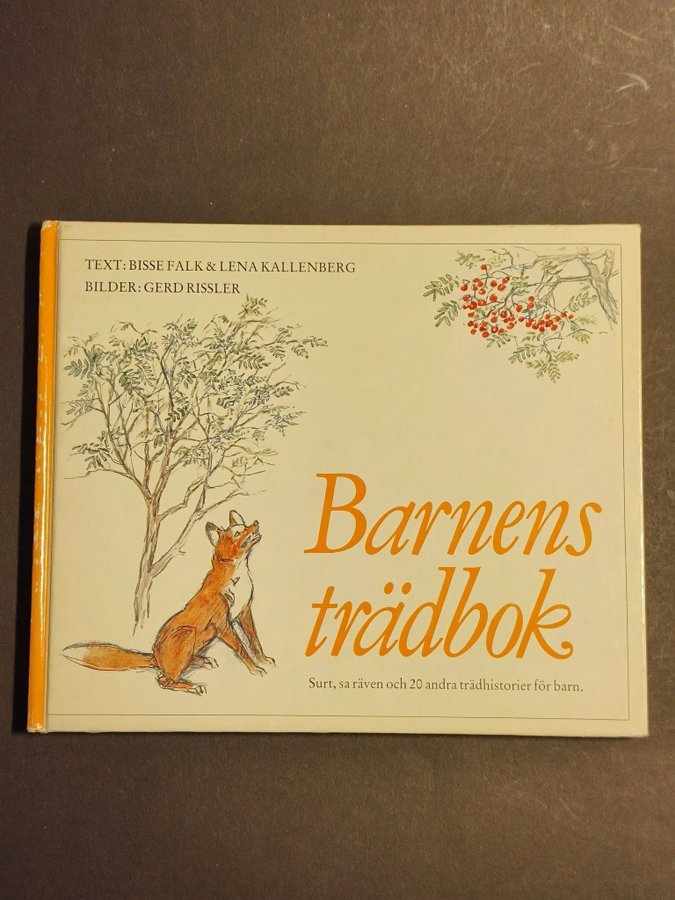 TEXT: BISSE FALK & LENA KALLENBERG
BILDER: GERD RISSLER
Barnens
trädbok
Surt, sa räven och 20 andra trädhistorier för barn.